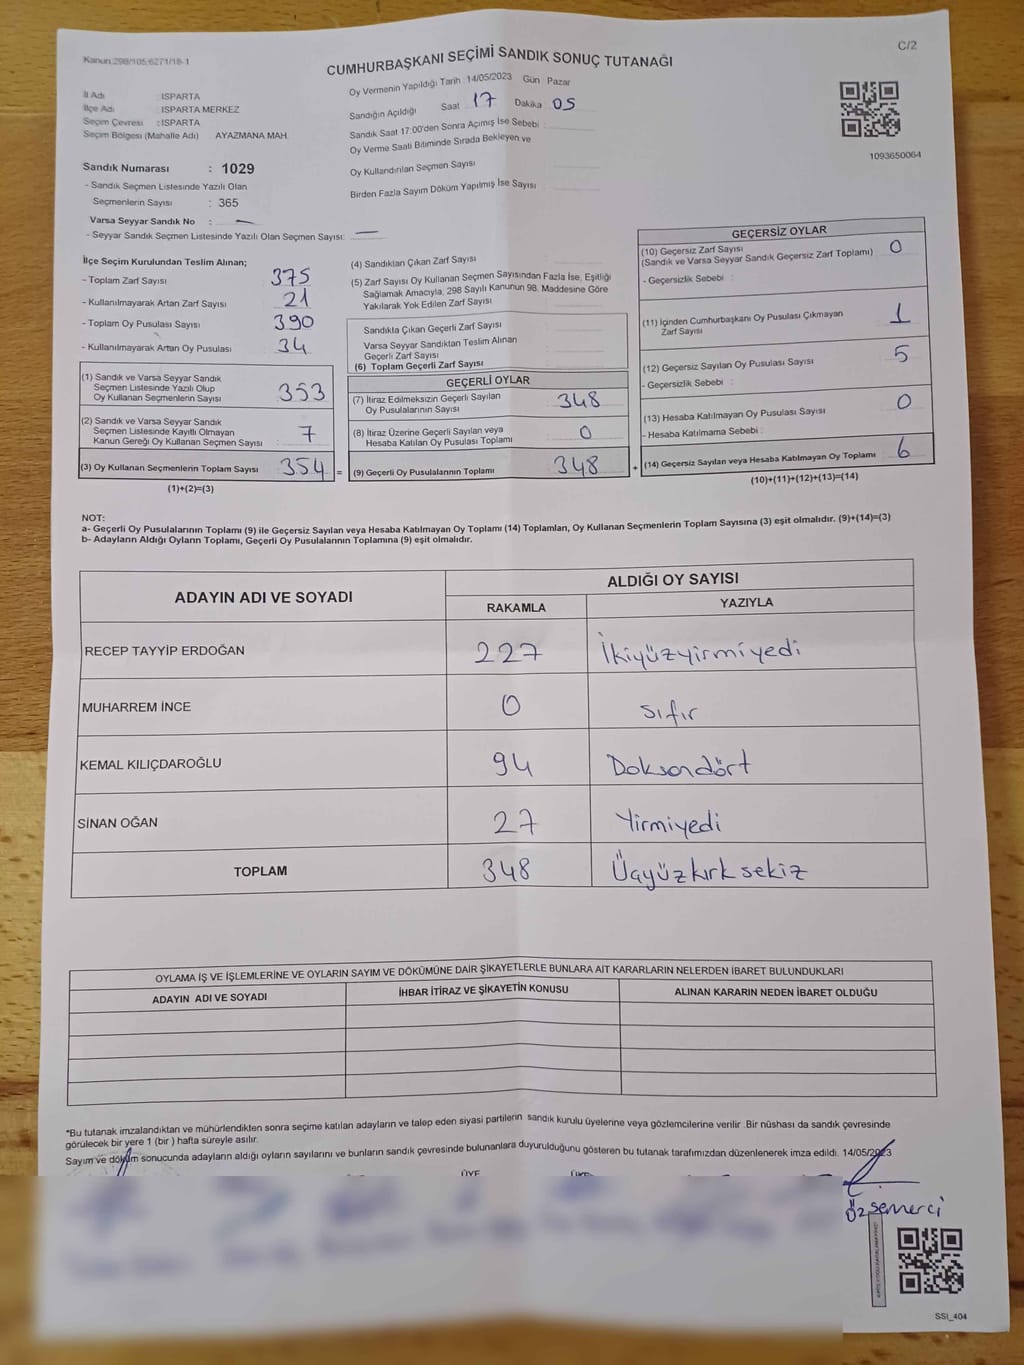 C/2
Kanun.298/105;6271/18-1
CUMHURBAŞKANI SEÇİMİ SANDIK SONUÇ TUTANAĞI
İl Adı : ISPARTA
İlçe Adı : ISPARTA MERKEZ
Seçim Çevresi : ISPARTA
Seçim Bölgesi (Mahalle Adı) AYAZMANA MAH.
Sandık Numarası : 1029
- Sandık Seçmen Listesinde Yazılı Olan
Seçmenlerin Sayısı : 365
Varsa Seyyar Sandık No : —
- Seyyar Sandık Seçmen Listesinde Yazılı Olan Seçmen Sayısı: —
Oy Vermenin Yapıldığı Tarih 14/05/2023 Gün Pazar
Sandığın Açıldığı Saat 17 Dakika 05
Sandık Saat 17:00'den Sonra Açımış İse Sebebi :
Oy Verme Saati Bitiminde Sırada Bekleyen ve
Oy Kullandırılan Seçmen Sayısı
Birden Fazla Sayım Döküm Yapılmış İse Sayısı
1093650064
İlçe Seçim Kurulundan Teslim Alınan;
- Toplam Zarf Sayısı 375
- Kullanılmayarak Artan Zarf Sayısı 21
- Toplam Oy Pusulası Sayısı 390
- Kullanılmayarak Artan Oy Pusulası 34
(1) Sandık ve Varsa Seyyar Sandık
Seçmen Listesinde Yazılı Olup
Oy Kullanan Seçmenlerin Sayısı 353
(2) Sandık ve Varsa Seyyar Sandık
Seçmen Listesinde Kayıtlı Olmayan
Kanun Gereği Oy Kullanan Seçmen Sayısı 7
(3) Oy Kullanan Seçmenlerin Toplam Sayısı 354 =
(1)+(2)=(3)
(4) Sandıktan Çıkan Zarf Sayısı
(5) Zarf Sayısı Oy Kullanan Seçmen Sayısından Fazla İse, Eşitliği
Sağlamak Amacıyla, 298 Sayılı Kanunun 98. Maddesine Göre
Yakılarak Yok Edilen Zarf Sayısı
Sandıkta Çıkan Geçerli Zarf Sayısı
Varsa Seyyar Sandıktan Teslim Alınan
Geçerli Zarf Sayısı
(6) Toplam Geçerli Zarf Sayısı
GEÇERLİ OYLAR
(7) İtiraz Edilmeksizin Geçerli Sayılan
Oy Pusulalarının Sayısı 348
(8) İtiraz Üzerine Geçerli Sayılan veya
Hesaba Katılan Oy Pusulası Toplamı 0
(9) Geçerli Oy Pusulalarının Toplamı 348 +
GEÇERSİZ OYLAR
(10) Geçersiz Zarf Sayısı
(Sandık ve Varsa Seyyar Sandık Geçersiz Zarf Toplamı) 0
- Geçersizlik Sebebi :
(11) İçinden Cumhurbaşkanı Oy Pusulası Çıkmayan
Zarf Sayısı 1
(12) Geçersiz Sayılan Oy Pusulası Sayısı 5
- Geçersizlik Sebebi :
(13) Hesaba Katılmayan Oy Pusulası Sayısı 0
- Hesaba Katılmama Sebebi :
(14) Geçersiz Sayılan veya Hesaba Katılmayan Oy Toplamı 6
(10)+(11)+(12)+(13)=(14)
NOT:
a- Geçerli Oy Pusulalarının Toplamı (9) ile Geçersiz Sayılan veya Hesaba Katılmayan Oy Toplamı (14) Toplamları, Oy Kullanan Seçmenlerin Toplam Sayısına (3) eşit olmalıdır. (9)+(14)=(3)
b- Adayların Aldığı Oyların Toplamı, Geçerli Oy Pusulalarının Toplamına (9) eşit olmalıdır.
ADAYIN ADI VE SOYADI ALDIĞI OY SAYISI
RAKAMLA YAZIYLA
RECEP TAYYİP ERDOĞAN 227 İkiyüzyirmiyedi
MUHARREM İNCE 0 sıfır
KEMAL KILIÇDAROĞLU 94 Doksandört
SİNAN OĞAN 27 Yirmiyedi
TOPLAM 348 Üçyüzkırksekiz
OYLAMA İŞ VE İŞLEMLERİNE VE OYLARIN SAYIM VE DÖKÜMÜNE DAİR ŞİKAYETLERLE BUNLARA AİT KARARLARIN NELERDEN İBARET BULUNDUKLARI
ADAYIN ADI VE SOYADI İHBAR İTİRAZ VE ŞİKAYETİN KONUSU ALINAN KARARIN NEDEN İBARET OLDUĞU
*Bu tutanak imzalandıktan ve mühürlendikten sonra seçime katılan adayların ve talep eden siyasi partilerin sandık kurulu üyelerine veya gözlemcilerine verilir .Bir nüshası da sandık çevresinde
görülecek bir yere 1 (bir ) hafta süreyle asılır.
Sayım ve döküm sonucunda adayların aldığı oyların sayılarını ve bunların sandık çevresinde bulunanlara duyurulduğunu gösteren bu tutanak tarafımızdan düzenlenerek imza edildi. 14/05/2023
ÜYE ÜYE
Özsemerci
SSI_404